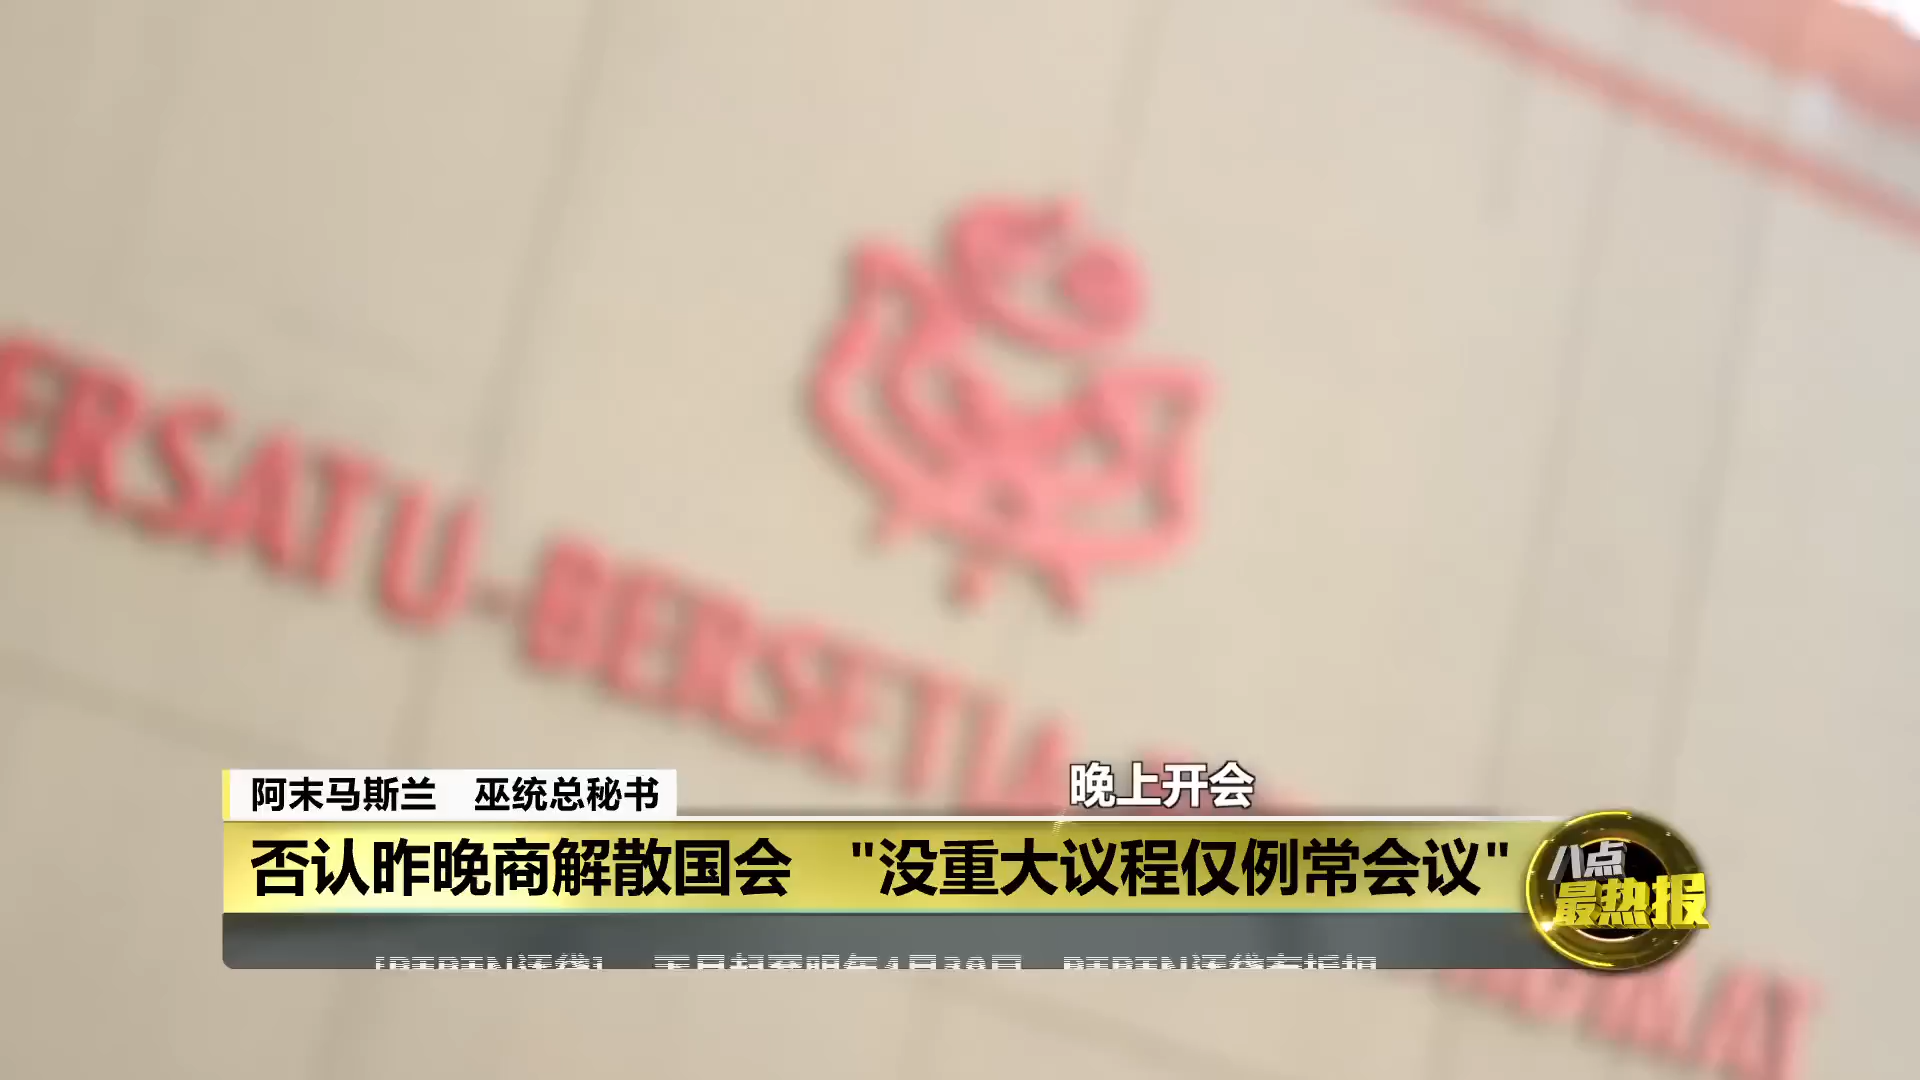 ERSATU·BERSETIA
晚上开会
阿末马斯兰 巫统总秘书
否认昨晚商解散国会 "没重大议程仅例常会议"
八点
最热报